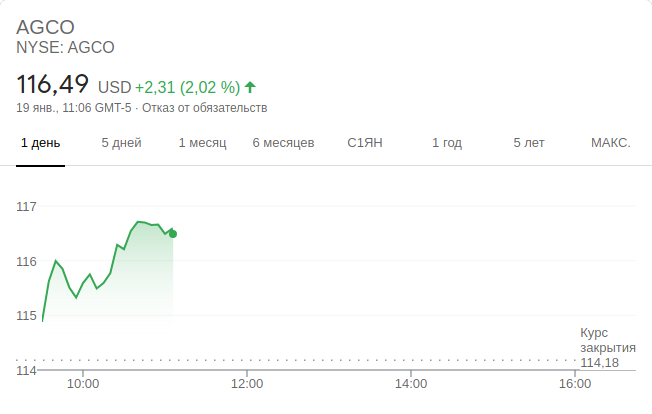 AGCO
NYSE: AGCO
116,49 USD +2,31 (2,02 %)
19 янв., 11:06 GMT-5 · Отказ от обязательств
1 день 5 дней 1 месяц 6 месяцев С1ЯН 1 год 5 лет МАКС.
117
116
115
Курс
закрытия
114,18
114
10:00 12:00 14:00 16:00